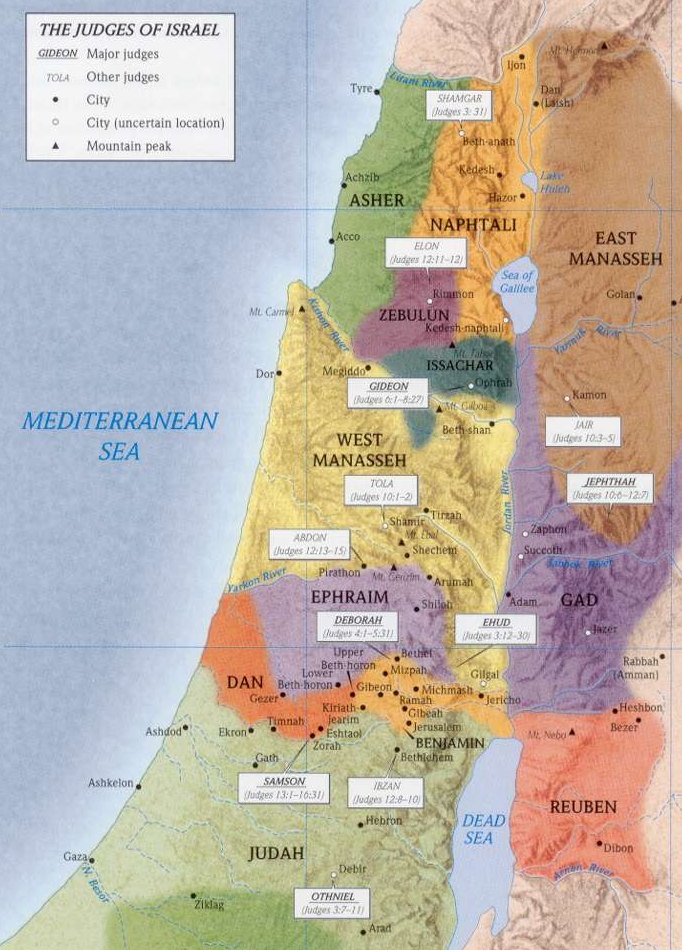 THE JUDGES OF ISRAEL
GIDEON Major judges
TOLA Other judges
City
City (uncertain location)
Mountain peak
Mt. Hermon
Ijon
Litani River
Tyre
Dan
(Laish)
SHAMGAR
(Judges 3: 31)
Beth-anath
Kedesh
Lake
Huleh
Achzib
ASHER
Hazor
NAPHTALI
Acco
EAST
MANASSEH
ELON
(Judges 12:11–12)
Sea of
Galilee
Rimmon
Golan
Mt. Carmel
Kishon River
ZEBULUN
Kedesh-naphtali
Yarmuk River
Mt. Tabor
ISSACHAR
Dor
Megiddo
GIDEON
(Judges 6:1–8:27)
Ophrah
Kamon
Mt. Gilboa
MEDITERRANEAN
SEA
Beth-shan
JAIR
(Judges 10:3–5)
WEST
MANASSEH
TOLA
(Judges 10:1–2)
JEPHTHAH
(Judges 10:6–12:7)
Jordan River
Tirzah
Shamir
Zaphon
Mt. Ebal
ABDON
(Judges 12:13–15)
Shechem
Succoth
Jabbok River
Pirathon
Mt. Gerizim
Yarkon River
Arumah
EPHRAIM
Adam
GAD
Shiloh
DEBORAH
(Judges 4:1–5:31)
EHUD
(Judges 3:12–30)
Jazer
Upper
Beth-horon
Bethel
Rabbah
(Amman)
Lower
Beth-horon
Mizpah
Gilgal
DAN
Gezer
Gibeon
Michmash
Ramah
Jericho
Heshbon
Kiriath-
Jearim
Gibeah
Bezer
Timnah
Jerusalem
Ashdod
Ekron
Eshtaol
Mt. Nebo
Zorah
BENJAMIN
Gath
Bethlehem
SAMSON
(Judges 13:1–16:31)
IBZAN
(Judges 12:8–10)
Ashkelon
REUBEN
Hebron
DEAD
SEA
Dibon
JUDAH
Gaza
Debir
Arnon River
N. Besor
OTHNIEL
(Judges 3:7–11)
Ziklag
Arad